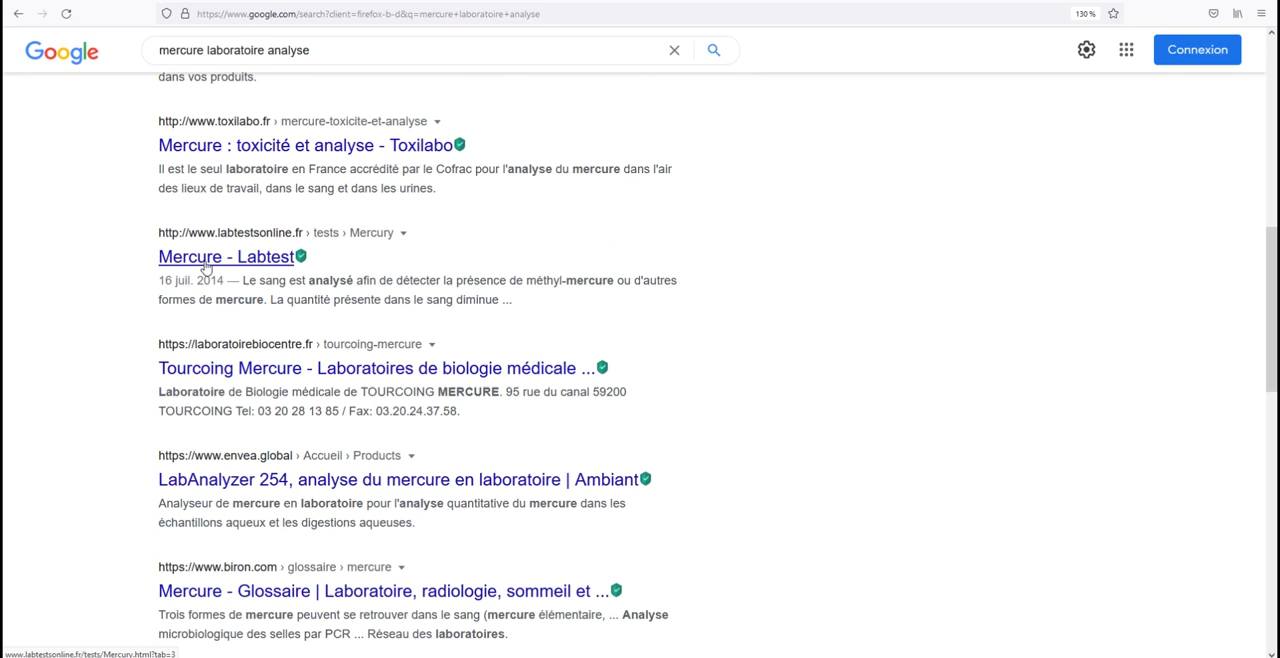 https://www.google.com/search?client=firefox-b-d&q=mercure+laboratoire+analyse
130 %
Google
mercure laboratoire analyse
Connexion
dans vos produits.
http://www.toxilabo.fr › mercure-toxicite-et-analyse
Mercure : toxicité et analyse - Toxilabo
Il est le seul laboratoire en France accrédité par le Cofrac pour l'analyse du mercure dans l'air
des lieux de travail, dans le sang et dans les urines.
http://www.labtestsonline.fr › tests › Mercury
Mercure - Labtest
16 juil. 2014 — Le sang est analysé afin de détecter la présence de méthyl-mercure ou d'autres
formes de mercure. La quantité présente dans le sang diminue ...
https://laboratoirebiocentre.fr › tourcoing-mercure
Tourcoing Mercure - Laboratoires de biologie médicale ...
Laboratoire de Biologie médicale de TOURCOING MERCURE. 95 rue du canal 59200
TOURCOING Tel: 03 20 28 13 85 / Fax: 03.20.24.37.58.
https://www.envea.global › Accueil › Products
LabAnalyzer 254, analyse du mercure en laboratoire | Ambiant
Analyseur de mercure en laboratoire pour l'analyse quantitative du mercure dans les
échantillons aqueux et les digestions aqueuses.
https://www.biron.com › glossaire › mercure
Mercure - Glossaire | Laboratoire, radiologie, sommeil et ...
Trois formes de mercure peuvent se retrouver dans le sang (mercure élémentaire, ... Analyse
microbiologique des selles par PCR ... Réseau des laboratoires.
www.labtestsonline.fr/tests/Mercury.html?tab=3